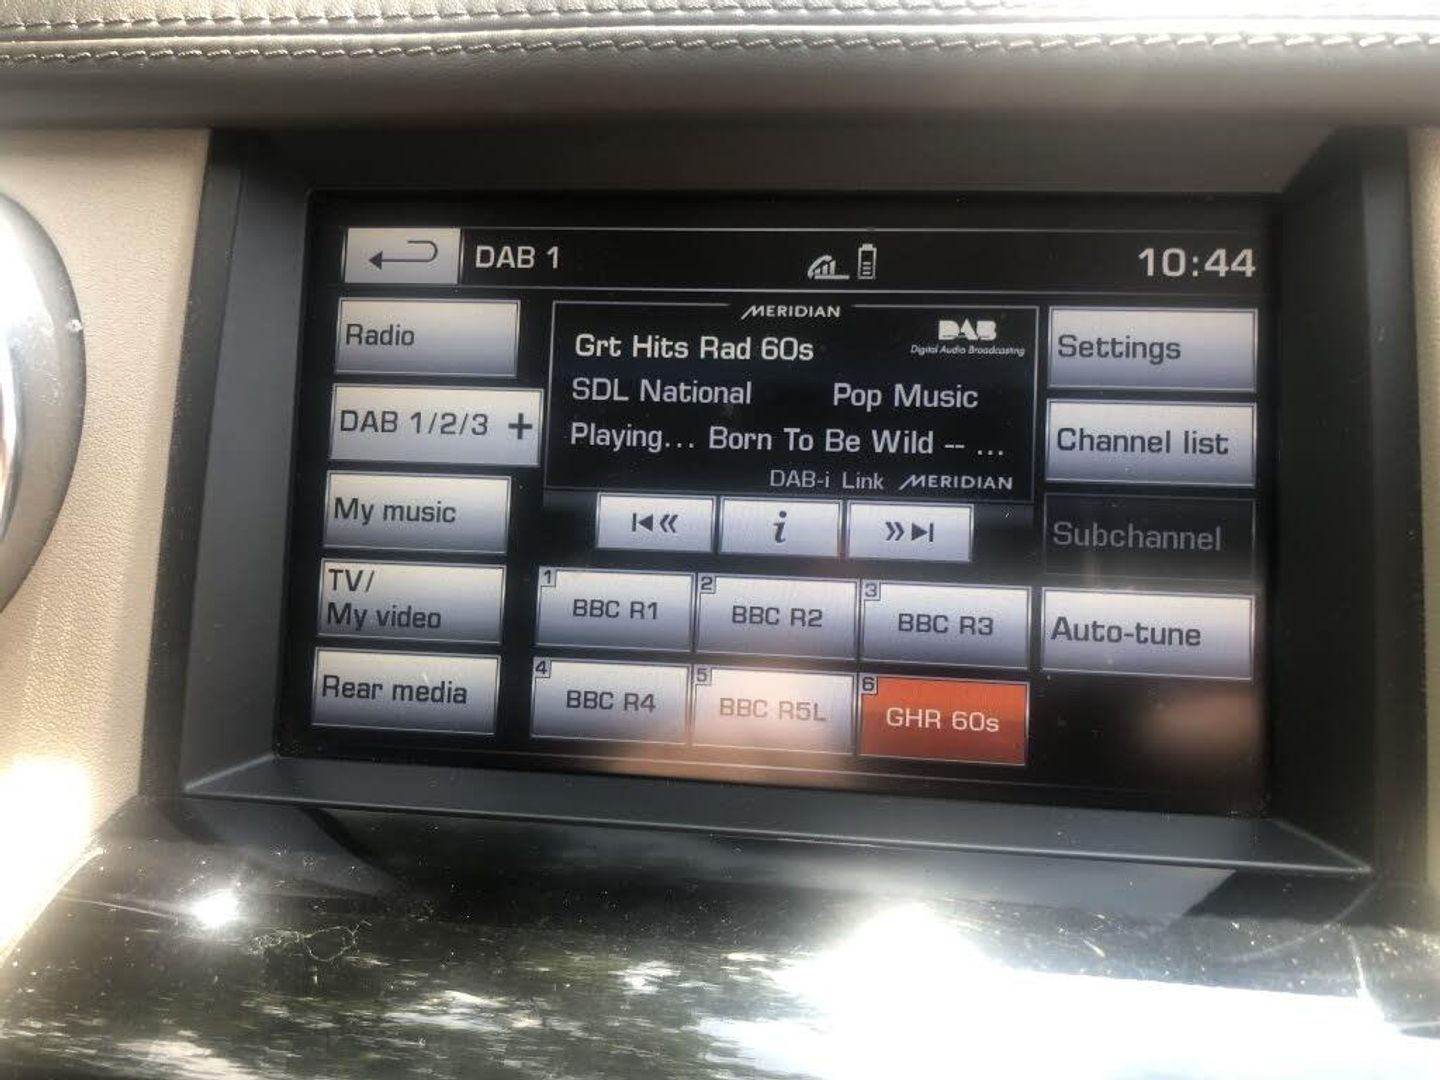 DAB 1
10:44
Radio
DAB 1/2/3 +
My music
TV/
My video
Rear media
MERIDIAN
Grt Hits Rad 60s
DAB
Digital Audio Broadcasting
SDL National Pop Music
Playing... Born To Be Wild -- ...
DAB-i Link MERIDIAN
i
1 BBC R1
2 BBC R2
3 BBC R3
4 BBC R4
5 BBC R5L
6 GHR 60s
Settings
Channel list
Subchannel
Auto-tune